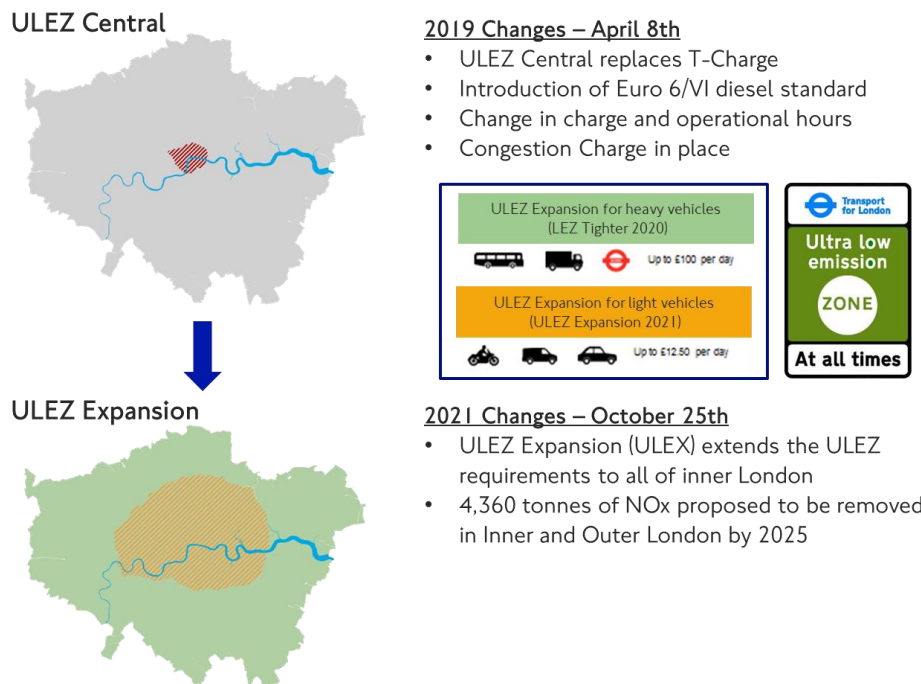 ULEZ Central
2019 Changes – April 8th
• ULEZ Central replaces T-Charge
• Introduction of Euro 6/VI diesel standard
• Change in charge and operational hours
• Congestion Charge in place
ULEZ Expansion for heavy vehicles
(LEZ Tighter 2020)
Up to £100 per day
ULEZ Expansion for light vehicles
(ULEZ Expansion 2021)
Up to £12.50 per day
Transport
for London
Ultra low
emission
ZONE
At all times
ULEZ Expansion
2021 Changes – October 25th
• ULEZ Expansion (ULEX) extends the ULEZ
requirements to all of inner London
• 4,360 tonnes of NOx proposed to be removed
in Inner and Outer London by 2025